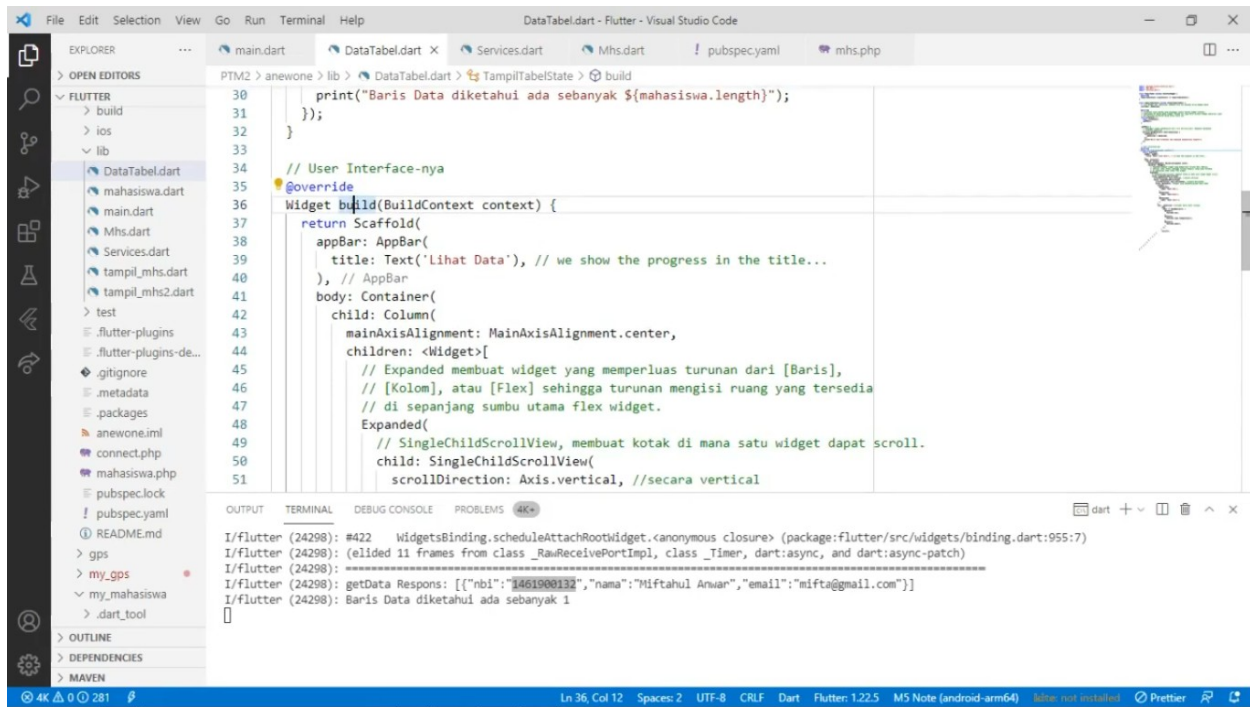 File Edit Selection View Go Run Terminal Help DataTabel.dart - Flutter - Visual Studio Code
EXPLORER
main.dart DataTabel.dart Services.dart Mhs.dart pubspec.yaml mhs.php
OPEN EDITORS
FLUTTER
build
ios
lib
DataTabel.dart
mahasiswa.dart
main.dart
Mhs.dart
Services.dart
tampil_mhs.dart
tampil_mhs2.dart
test
.flutter-plugins
.flutter-plugins-de...
.gitignore
.metadata
.packages
anewone.iml
connect.php
mahasiswa.php
pubspec.lock
pubspec.yaml
README.md
gps
my_gps
my_mahasiswa
.dart_tool
OUTLINE
DEPENDENCIES
MAVEN
PTM2 > anewone > lib > DataTabel.dart > TampilTabelState > build
30 print("Baris Data diketahui ada sebanyak ${mahasiswa.length}");
31 });
32 }
33
34 // User Interface-nya
35 @override
36 Widget build(BuildContext context) {
37 return Scaffold(
38 appBar: AppBar(
39 title: Text('Lihat Data'), // we show the progress in the title...
40 ), // AppBar
41 body: Container(
42 child: Column(
43 mainAxisAlignment: MainAxisAlignment.center,
44 children: <Widget>[
45 // Expanded membuat widget yang memperluas turunan dari [Baris],
46 // [Kolom], atau [Flex] sehingga turunan mengisi ruang yang tersedia
47 // di sepanjang sumbu utama flex widget.
48 Expanded(
49 // SingleChildScrollView, membuat kotak di mana satu widget dapat scroll.
50 child: SingleChildScrollView(
51 scrollDirection: Axis.vertical, //secara vertical
OUTPUT TERMINAL DEBUG CONSOLE PROBLEMS 4K+ dart
I/flutter (24298): #422 WidgetsBinding.scheduleAttachRootWidget.<anonymous closure> (package:flutter/src/widgets/binding.dart:955:7)
I/flutter (24298): (elided 11 frames from class _RawReceivePortImpl, class _Timer, dart:async, and dart:async-patch)
I/flutter (24298): ════════════════════════════════════════════════════════════════════════════════
I/flutter (24298): getData Respons: [{"nbi":"1461900132","nama":"Miftahul Anwar","email":"mifta@gmail.com"}]
I/flutter (24298): Baris Data diketahui ada sebanyak 1
4K 0 281 Ln 36, Col 12 Spaces: 2 UTF-8 CRLF Dart Flutter: 1.22.5 M5 Note (android-arm64) not installed Prettier